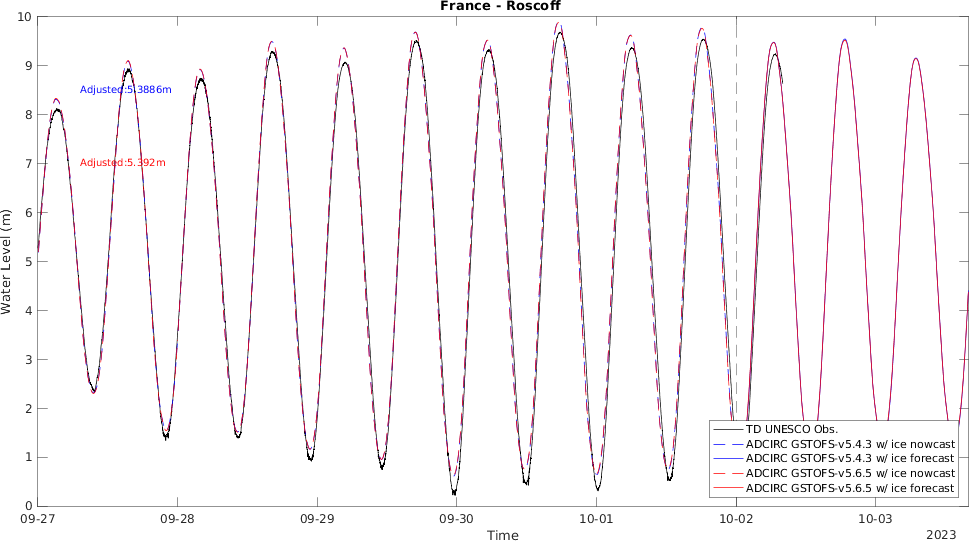 France - Roscoff
Water Level (m)
10
9
8
7
6
5
4
3
2
1
0
Adjusted:5.3886m
Adjusted:5.392m
TD UNESCO Obs.
ADCIRC GSTOFS-v5.4.3 w/ ice nowcast
ADCIRC GSTOFS-v5.4.3 w/ ice forecast
ADCIRC GSTOFS-v5.6.5 w/ ice nowcast
ADCIRC GSTOFS-v5.6.5 w/ ice forecast
09-27 09-28 09-29 09-30 10-01 10-02 10-03
Time
2023